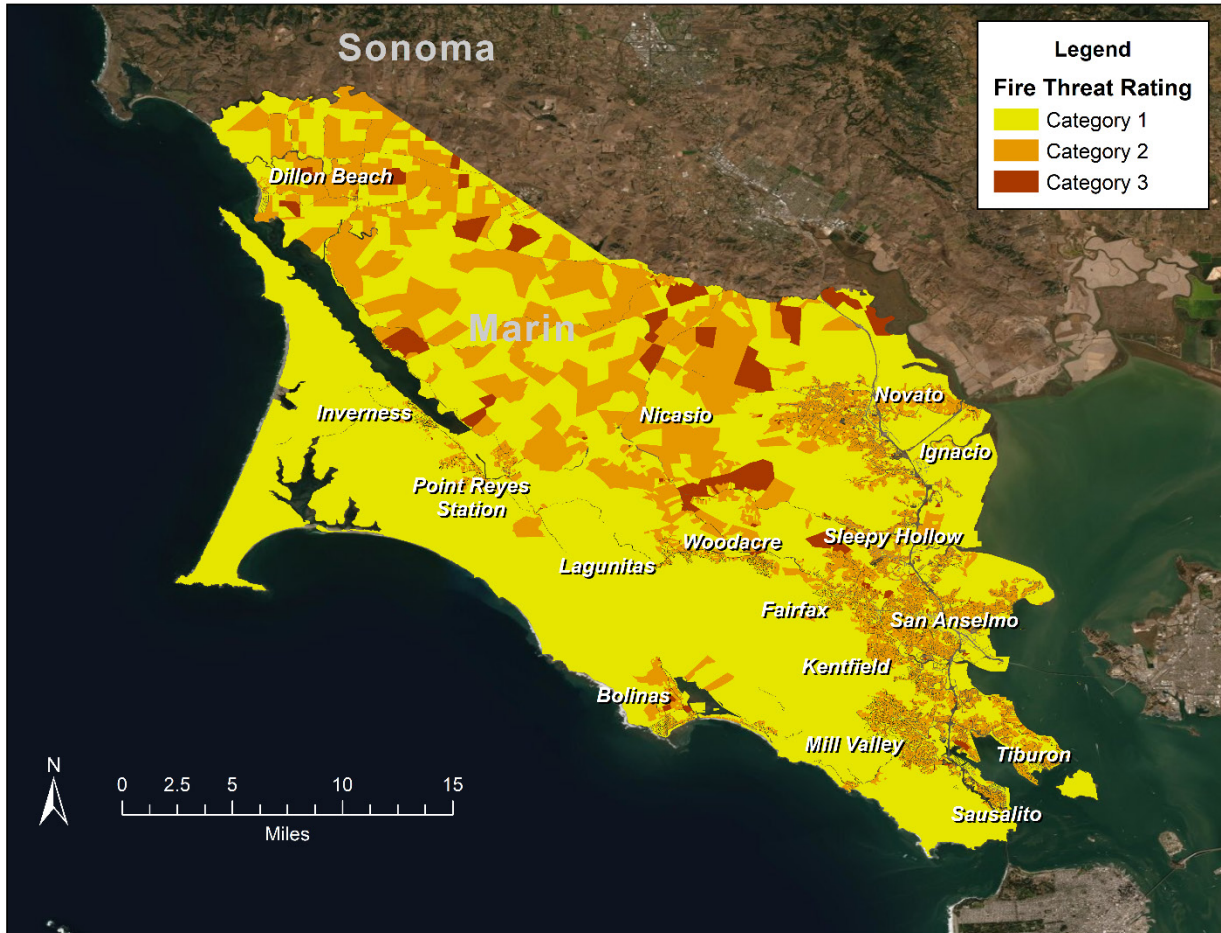 Sonoma
Legend
Fire Threat Rating
Category 1
Category 2
Category 3
Dillon Beach
Marin
Inverness
Nicasio
Novato
Ignacio
Point Reyes
Station
Woodacre
Sleepy Hollow
Lagunitas
Fairfax
San Anselmo
Kentfield
Bolinas
Mill Valley
Tiburon
Sausalito
N
0 2.5 5 10 15
Miles